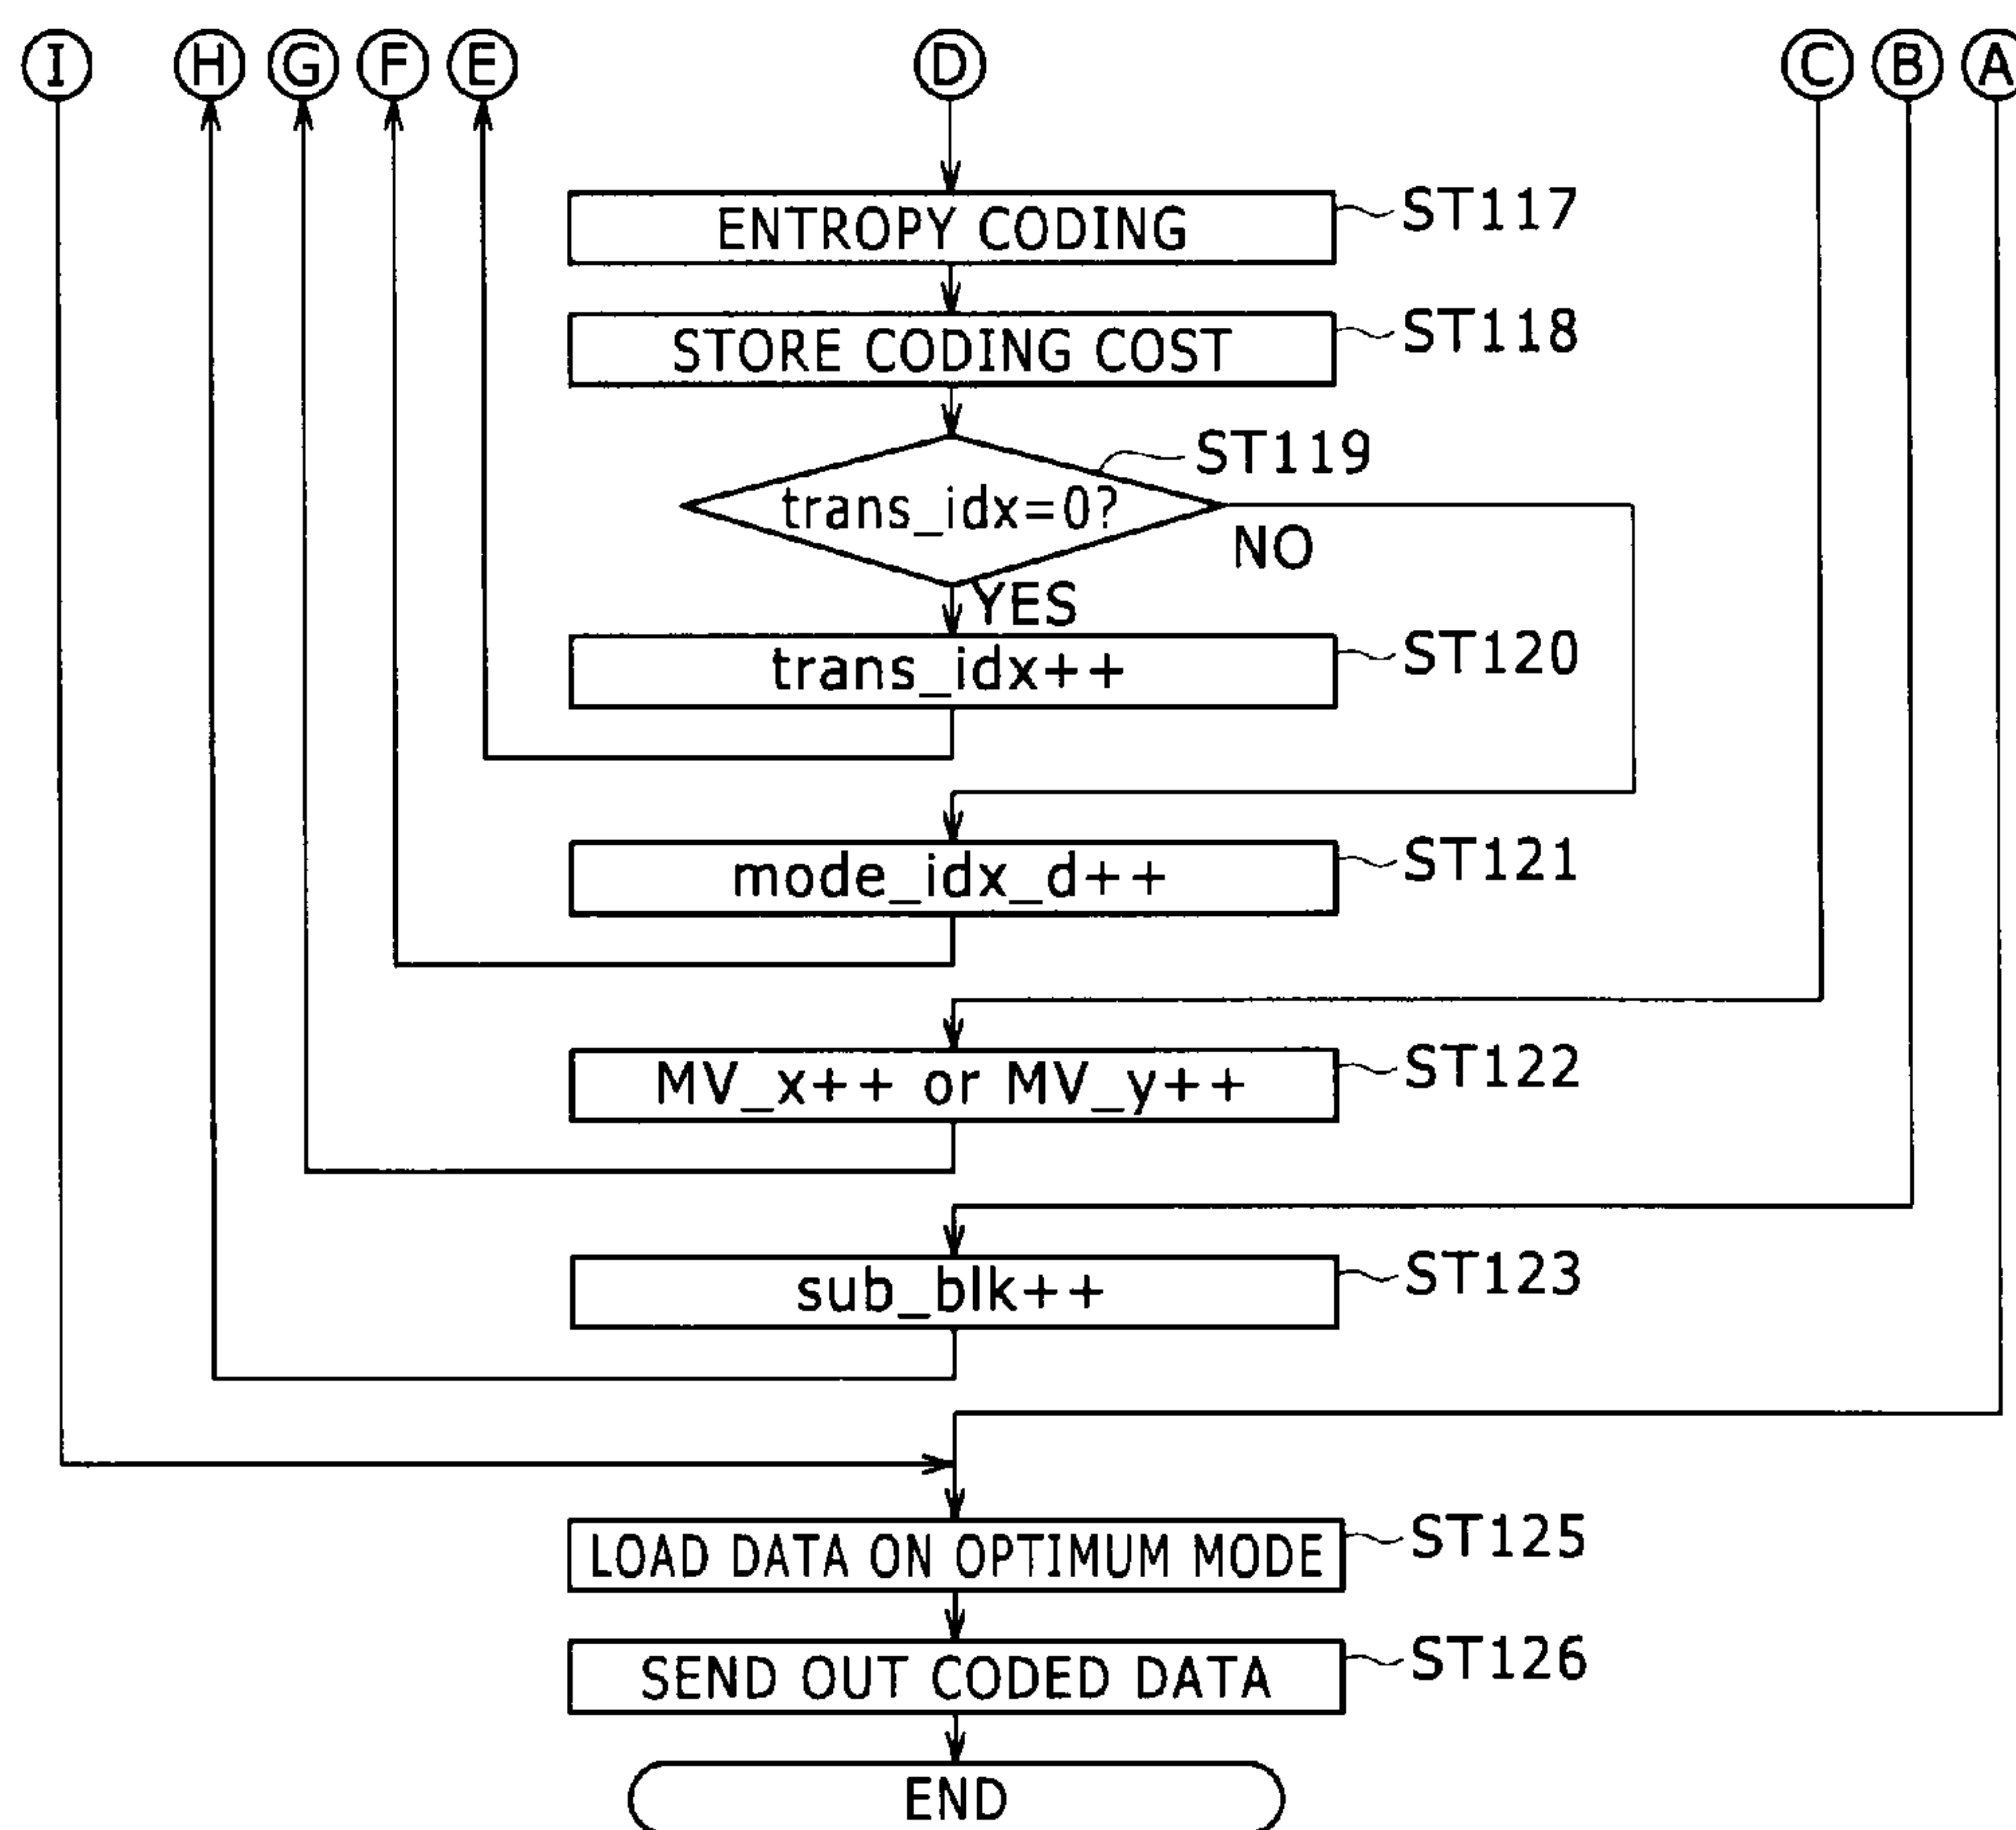 I H G F E D C B A
ENTROPY CODING ST117
STORE CODING COST ST118
ST119
trans_idx=0?
NO
YES
trans_idx++ ST120
mode_idx_d++ ST121
MV_x++ or MV_y++ ST122
sub_blk++ ST123
LOAD DATA ON OPTIMUM MODE ST125
SEND OUT CODED DATA ST126
END